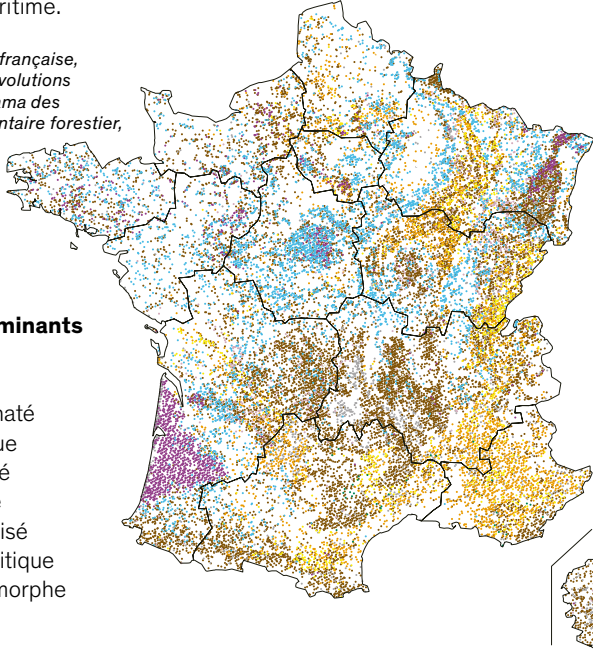 ritime.
française,
volutions
ma des
ntaire forestier,
minants
naté
ue
é
isé
itique
morphe